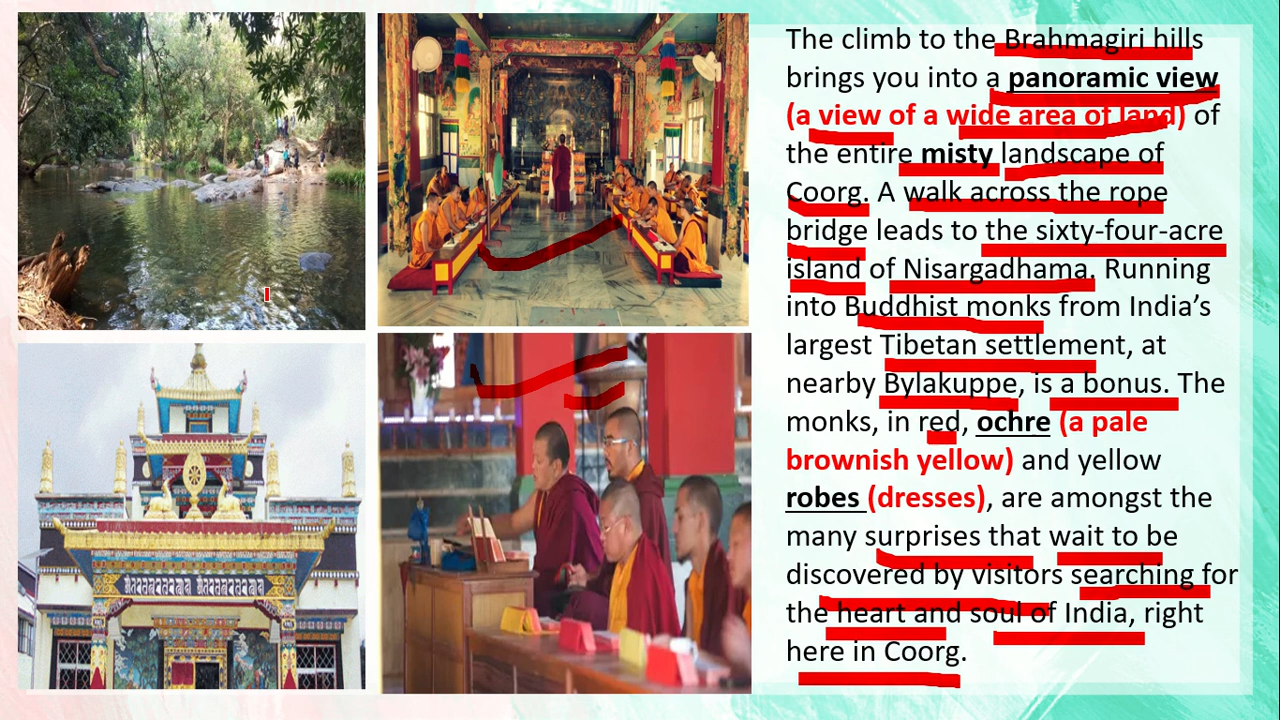 The climb to the Brahmagiri hills
brings you into a panoramic view
(a view of a wide area of land) of
the entire misty landscape of
Coorg. A walk across the rope
bridge leads to the sixty-four-acre
island of Nisargadhama. Running
into Buddhist monks from India’s
largest Tibetan settlement, at
nearby Bylakuppe, is a bonus. The
monks, in red, ochre (a pale
brownish yellow) and yellow
robes (dresses), are amongst the
many surprises that wait to be
discovered by visitors searching for
the heart and soul of India, right
here in Coorg.